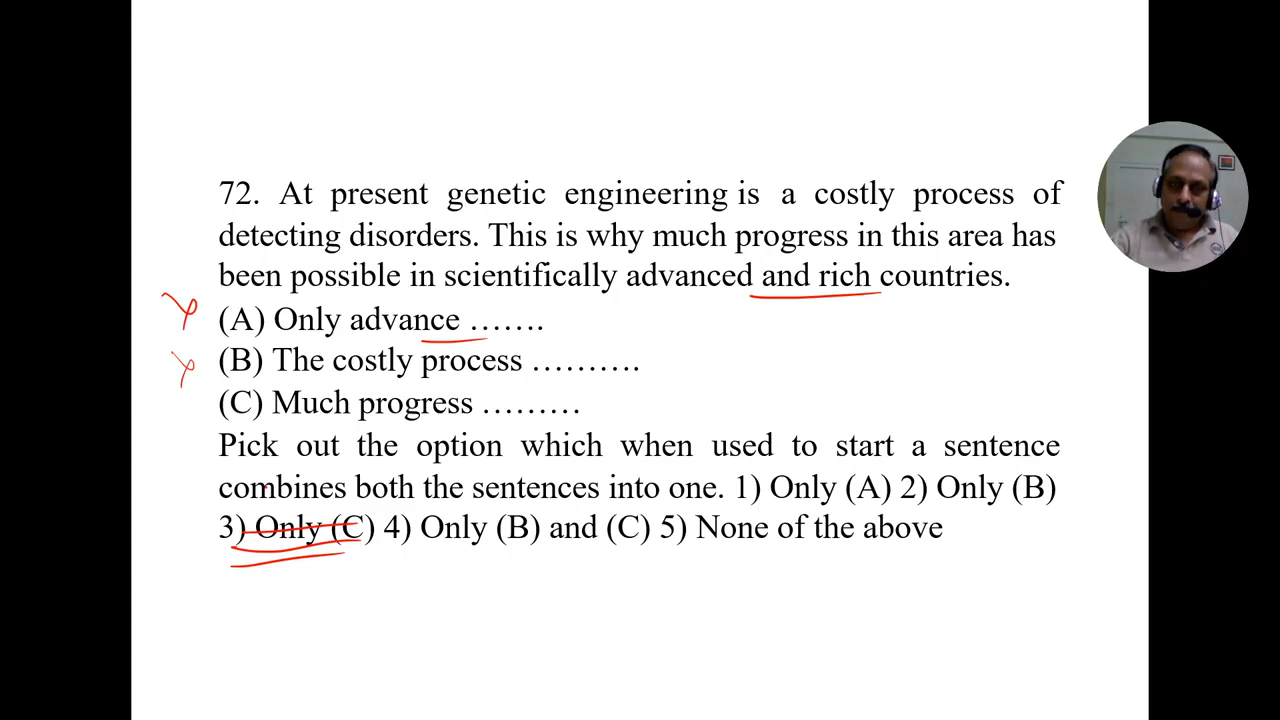 72. At present genetic engineering is a costly process of
detecting disorders. This is why much progress in this area has
been possible in scientifically advanced and rich countries.
(A) Only advance …….
(B) The costly process ……….
(C) Much progress ………
Pick out the option which when used to start a sentence
combines both the sentences into one. 1) Only (A) 2) Only (B)
3) Only (C) 4) Only (B) and (C) 5) None of the above